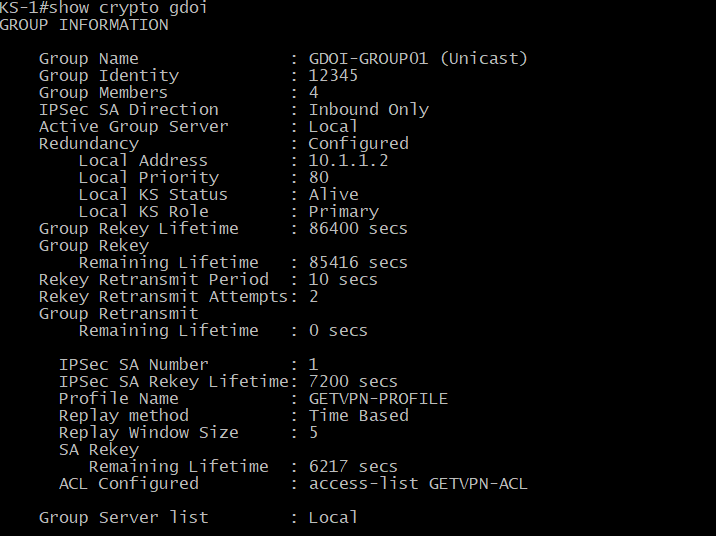 KS-1#show crypto gdoi
GROUP INFORMATION
Group Name : GDOI-GROUP01 (Unicast)
Group Identity : 12345
Group Members : 4
IPSec SA Direction : Inbound Only
Active Group Server : Local
Redundancy : Configured
Local Address : 10.1.1.2
Local Priority : 80
Local KS Status : Alive
Local KS Role : Primary
Group Rekey Lifetime : 86400 secs
Group Rekey
Remaining Lifetime : 85416 secs
Rekey Retransmit Period : 10 secs
Rekey Retransmit Attempts: 2
Group Retransmit
Remaining Lifetime : 0 secs
IPSec SA Number : 1
IPSec SA Rekey Lifetime: 7200 secs
Profile Name : GETVPN-PROFILE
Replay method : Time Based
Replay Window Size : 5
SA Rekey
Remaining Lifetime : 6217 secs
ACL Configured : access-list GETVPN-ACL
Group Server list : Local